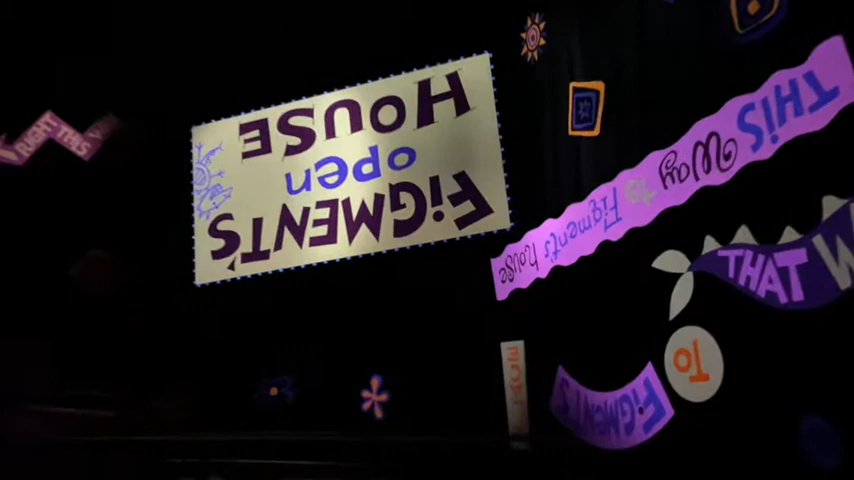 FiGMENT'S
open
HOUSE
THiS WAy To Figment's house
RiGHT THiS
THAT
To
FiGMENT'S